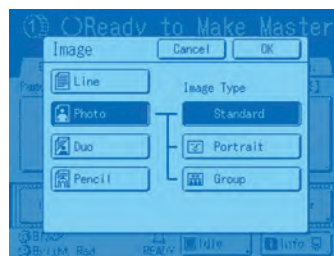 Ready to Make Master
Image
Cancel
OK
Line
Image Type
Photo
Standard
Duo
Portrait
Pencil
Group
Idle
Info